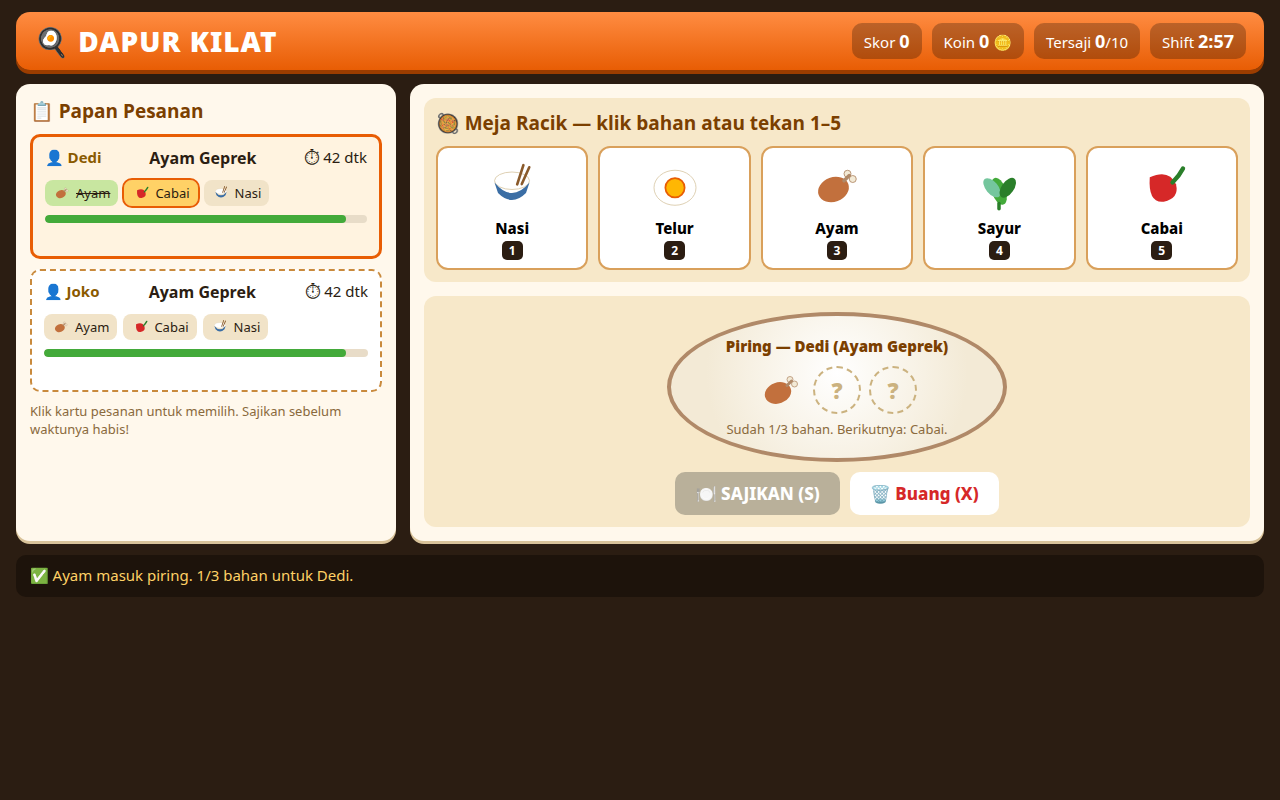 DAPUR KILAT
Skor 0
Koin 0
Tersaji 0/10
Shift 2:57
Papan Pesanan
Dedi
Ayam Geprek
42 dtk
Ayam
Cabai
Nasi
Joko
Ayam Geprek
42 dtk
Ayam
Cabai
Nasi
Klik kartu pesanan untuk memilih. Sajikan sebelum
waktunya habis!
Meja Racik — klik bahan atau tekan 1–5
Nasi
1
Telur
2
Ayam
3
Sayur
4
Cabai
5
Piring — Dedi (Ayam Geprek)
? ?
Sudah 1/3 bahan. Berikutnya: Cabai.
SAJIKAN (S)
Buang (X)
Ayam masuk piring. 1/3 bahan untuk Dedi.